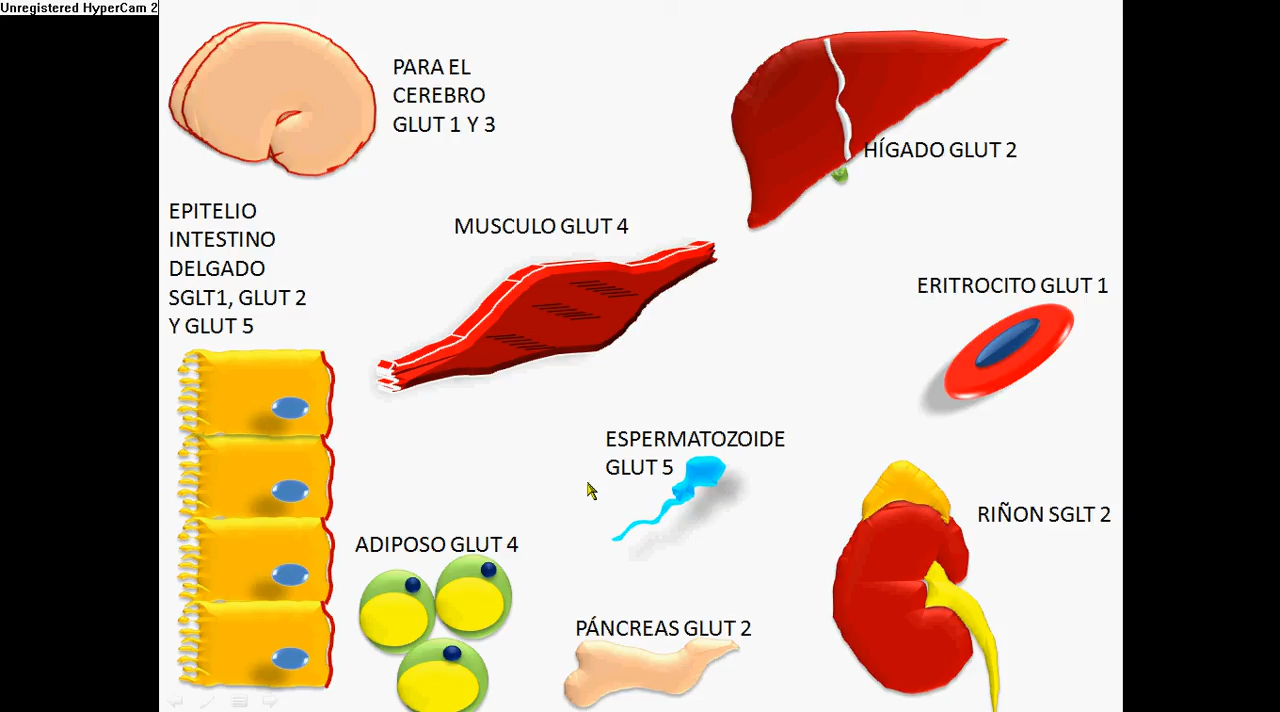 Unregistered HyperCam 2
PARA EL
CEREBRO
GLUT 1 Y 3
HÍGADO GLUT 2
EPITELIO
INTESTINO
DELGADO
SGLT1, GLUT 2
Y GLUT 5
MUSCULO GLUT 4
ERITROCITO GLUT 1
ESPERMATOZOIDE
GLUT 5
RIÑON SGLT 2
ADIPOSO GLUT 4
PÁNCREAS GLUT 2